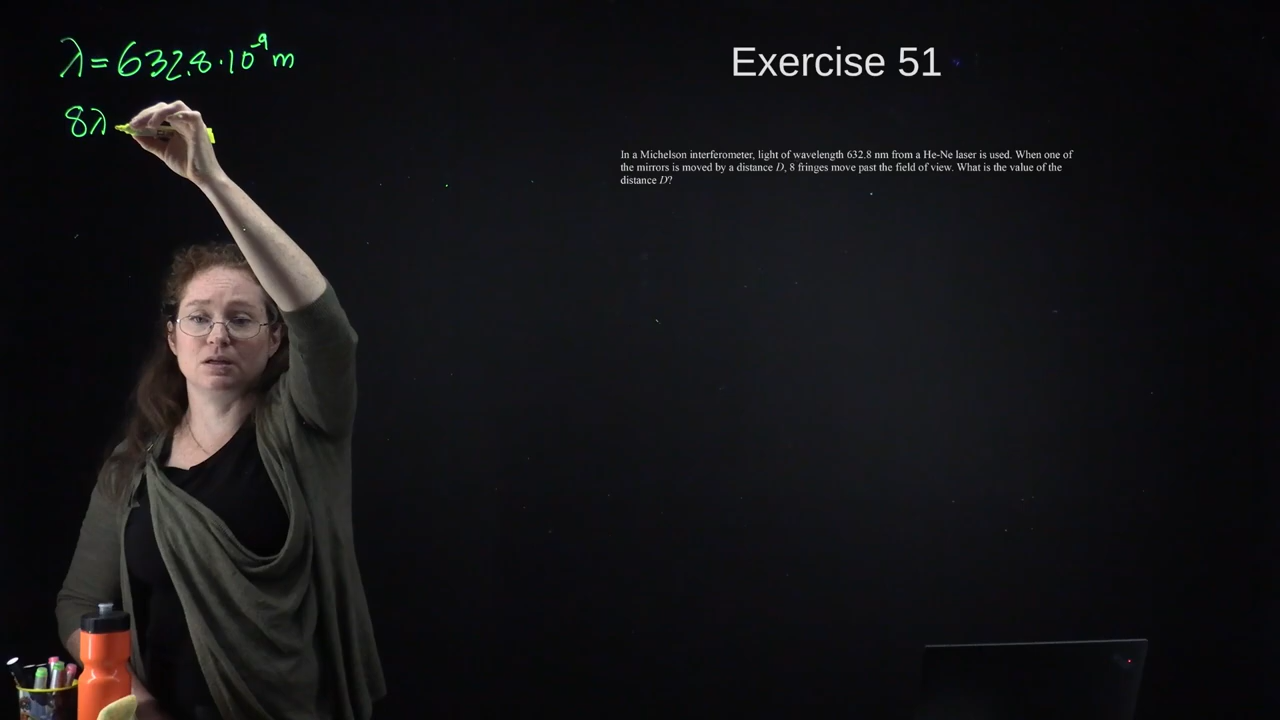 λ = 632.8 · 10⁻⁹ m
8λ
Exercise 51
In a Michelson interferometer, light of wavelength 632.8 nm from a He-Ne laser is used. When one of
the mirrors is moved by a distance D, 8 fringes move past the field of view. What is the value of the
distance D?